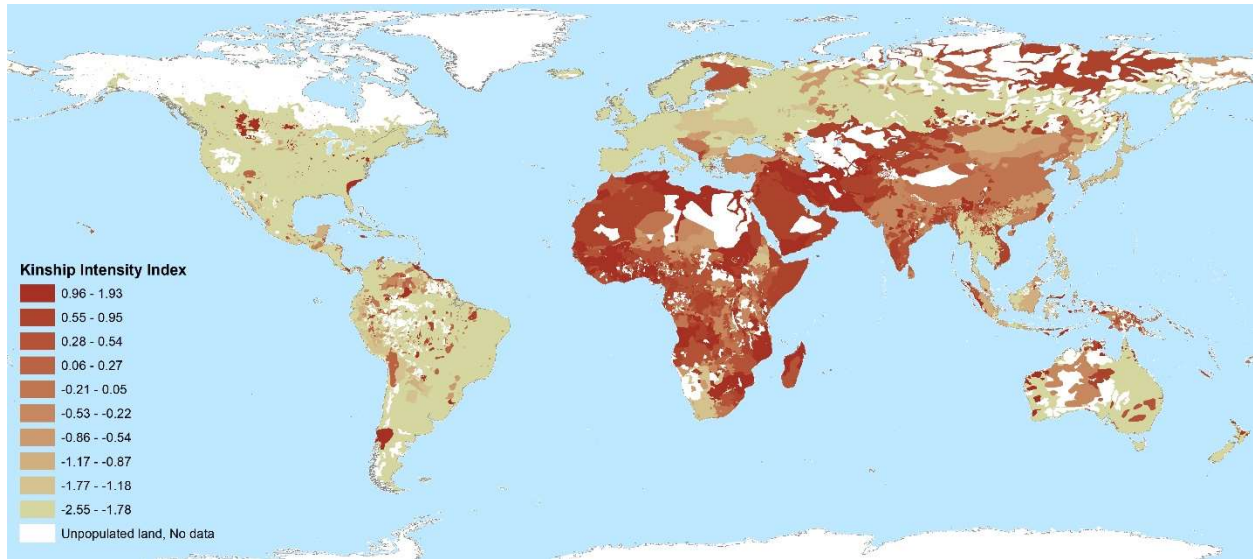 Kinship Intensity Index
0.96 - 1.93
0.55 - 0.95
0.28 - 0.54
0.06 - 0.27
-0.21 - 0.05
-0.53 - -0.22
-0.86 - -0.54
-1.17 - -0.87
-1.77 - -1.18
-2.55 - -1.78
Unpopulated land, No data